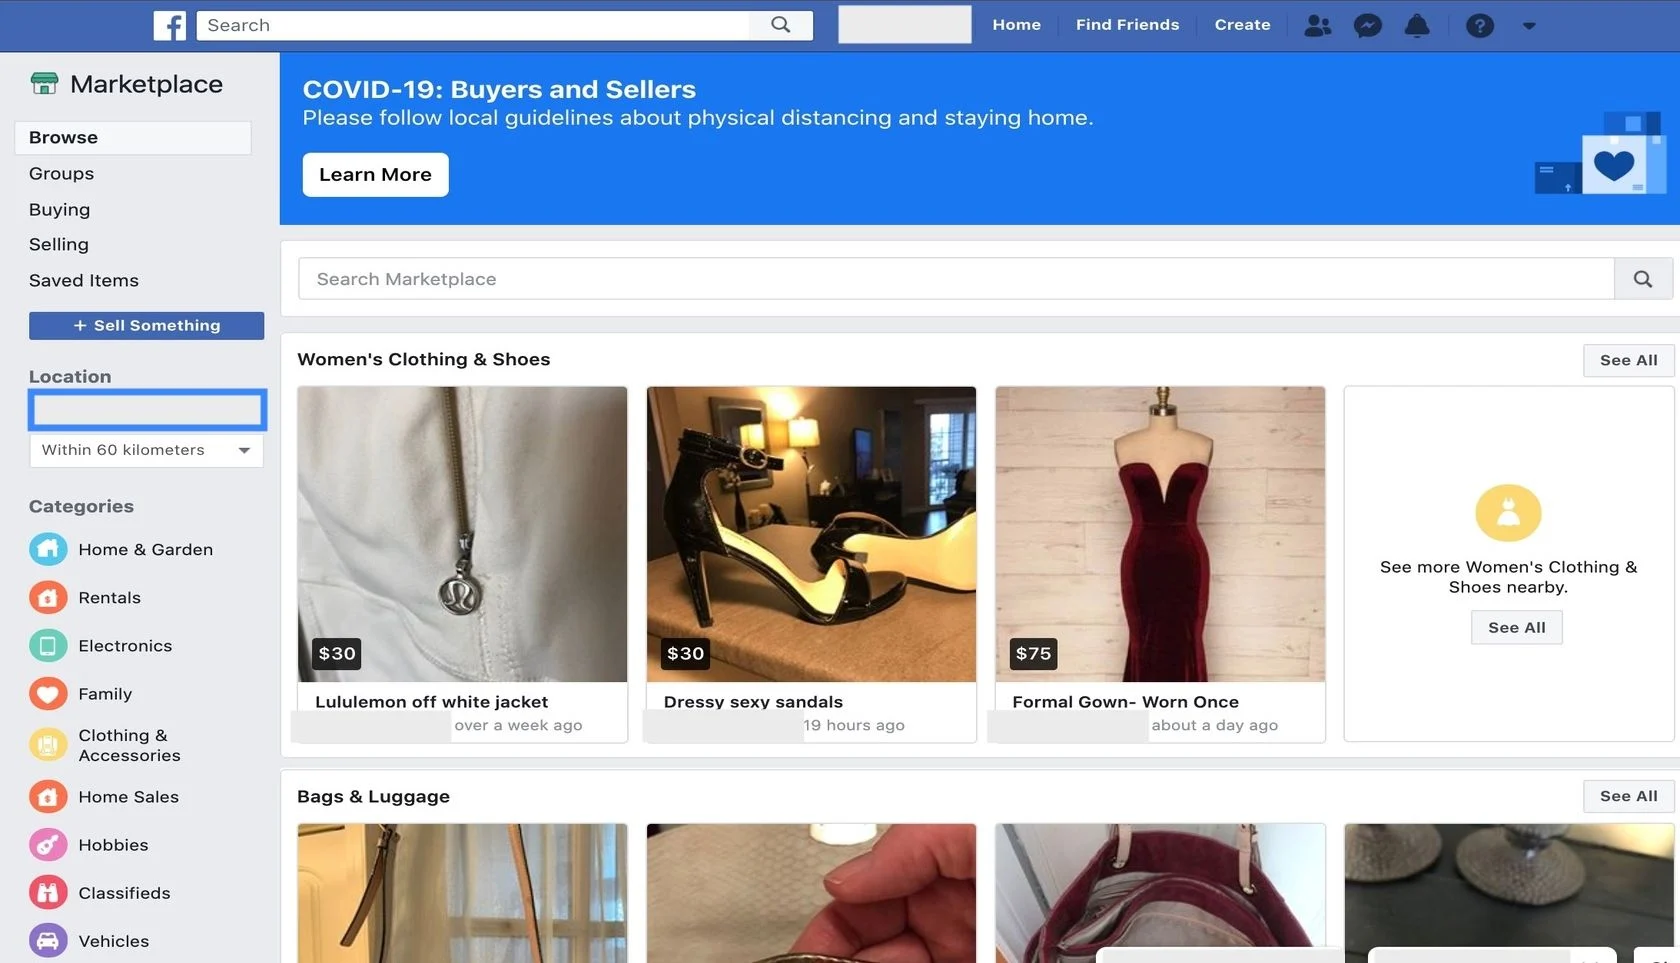 Search
Home
Find Friends
Create
Marketplace
Browse
Groups
Buying
Selling
Saved Items
+ Sell Something
Location
Within 60 kilometers
Categories
Home & Garden
Rentals
Electronics
Family
Clothing &
Accessories
Home Sales
Hobbies
Classifieds
Vehicles
COVID-19: Buyers and Sellers
Please follow local guidelines about physical distancing and staying home.
Learn More
Search Marketplace
Women's Clothing & Shoes
See All
$30
Lululemon off white jacket
over a week ago
$30
Dressy sexy sandals
19 hours ago
$75
Formal Gown- Worn Once
about a day ago
See more Women's Clothing &
Shoes nearby.
See All
Bags & Luggage
See All